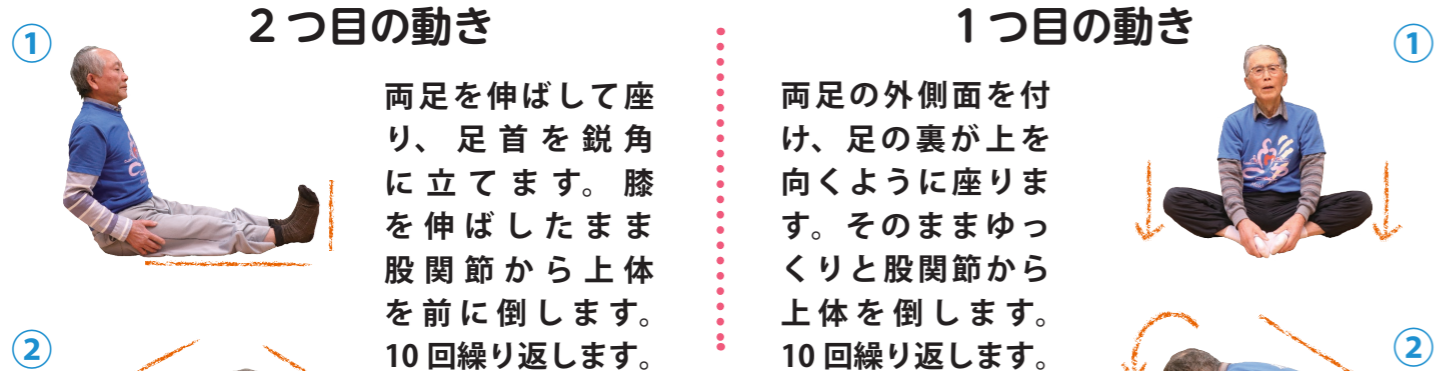 1つ目の動き
①
両足の外側面を付
け、足の裏が上を
向くように座りま
す。そのままゆっ
くりと股関節から
上体を倒します。
10回繰り返します。
②
2つ目の動き
①
両足を伸ばして座
り、足首を鋭角
に立てます。膝
を伸ばしたまま
股関節から上体
を前に倒します。
10回繰り返します。
②